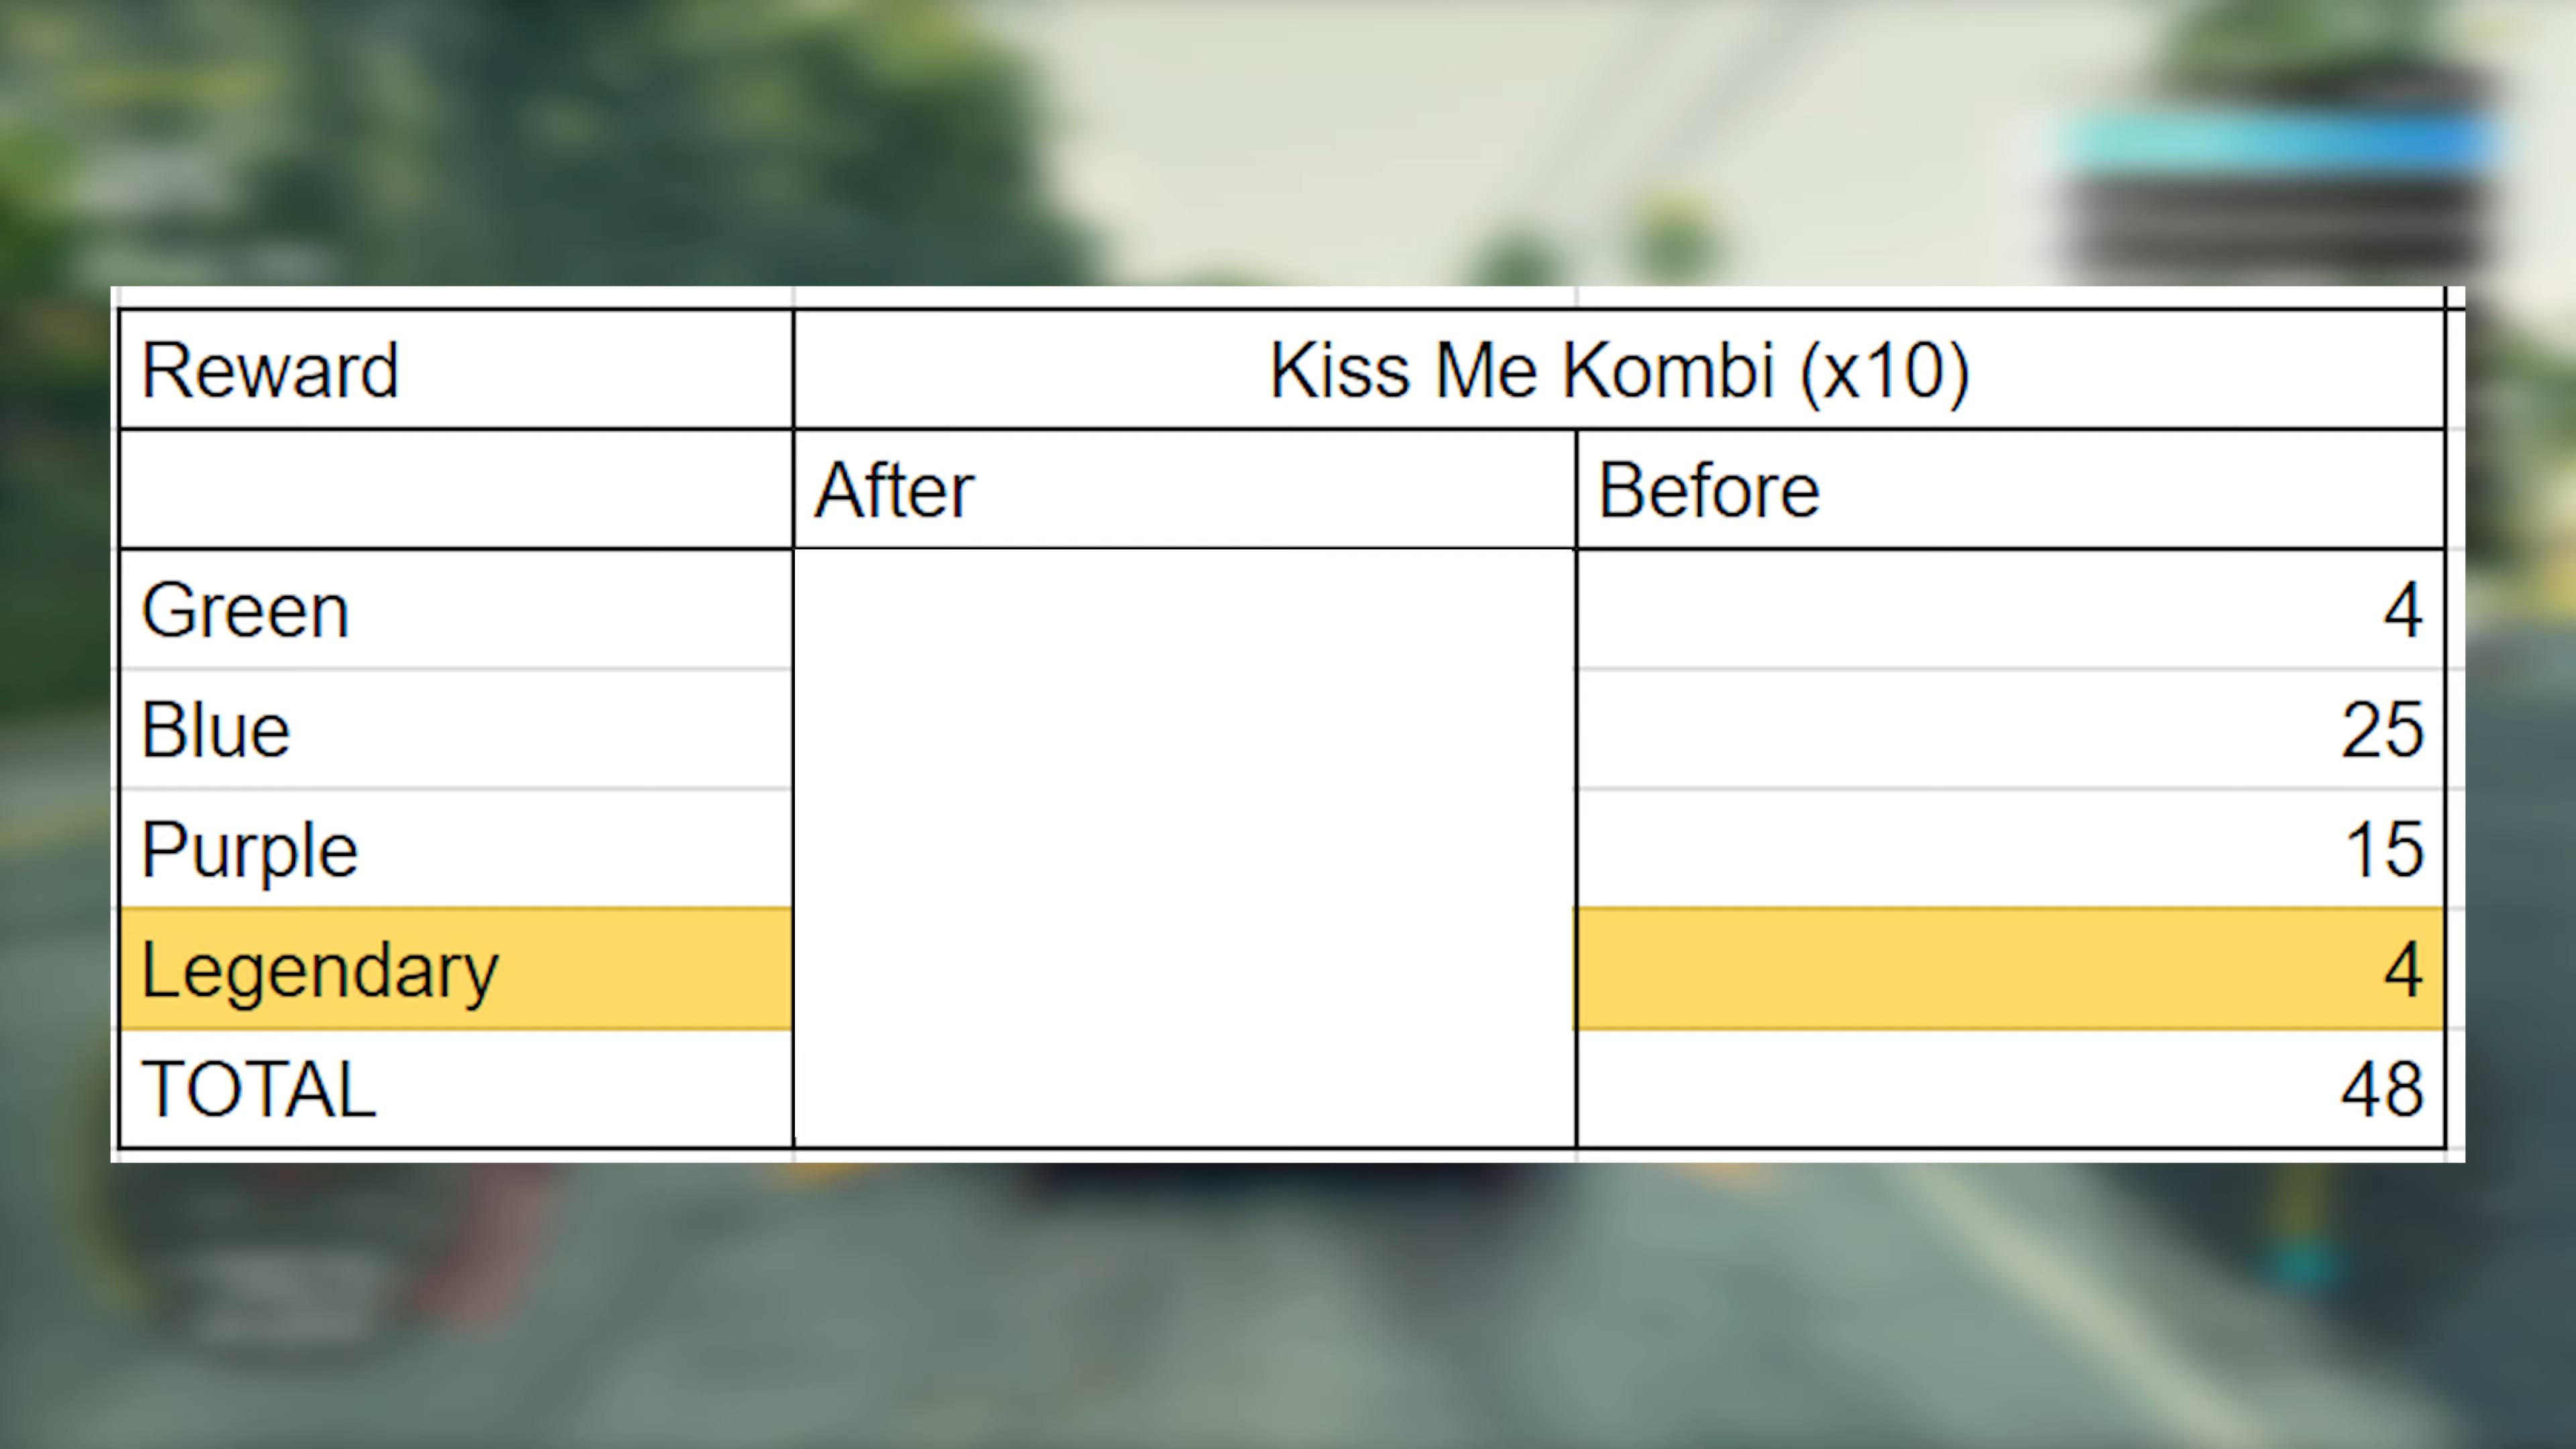 Reward Kiss Me Kombi (x10)
After Before
Green 4
Blue 25
Purple 15
Legendary 4
TOTAL 48